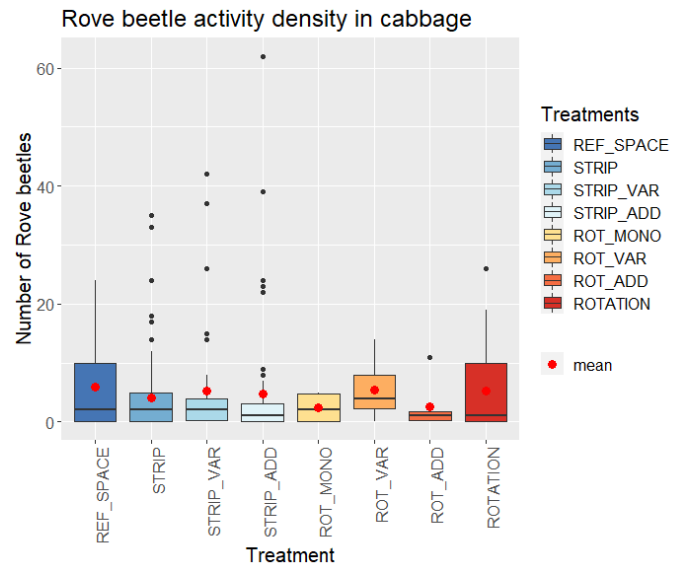 Rove beetle activity density in cabbage
Number of Rove beetles
60
40
20
0
REF_SPACE
STRIP
STRIP_VAR
STRIP_ADD
ROT_MONO
ROT_VAR
ROT_ADD
ROTATION
Treatment
Treatments
REF_SPACE
STRIP
STRIP_VAR
STRIP_ADD
ROT_MONO
ROT_VAR
ROT_ADD
ROTATION
mean